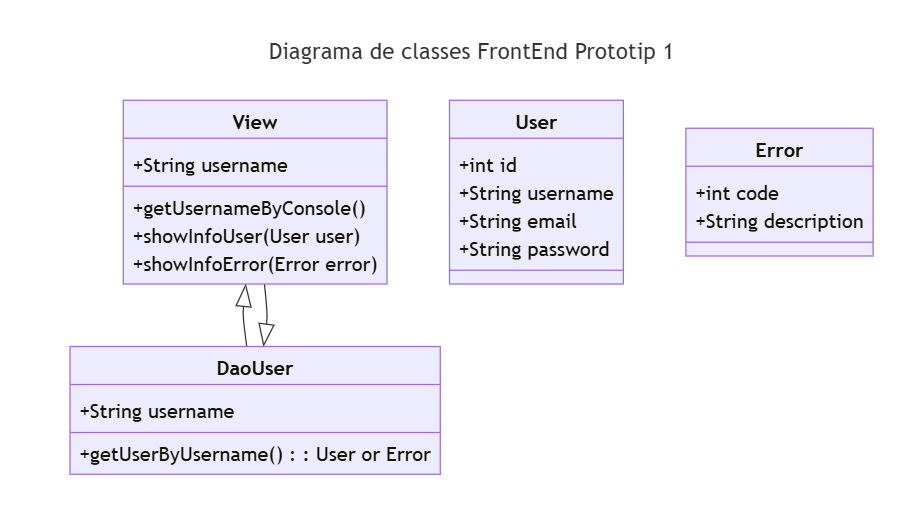 Diagrama de classes FrontEnd Prototip 1
View
+String username
+getUsernameByConsole()
+showInfoUser(User user)
+showInfoError(Error error)
User
+int id
+String username
+String email
+String password
Error
+int code
+String description
DaoUser
+String username
+getUserByUsername() : : User or Error